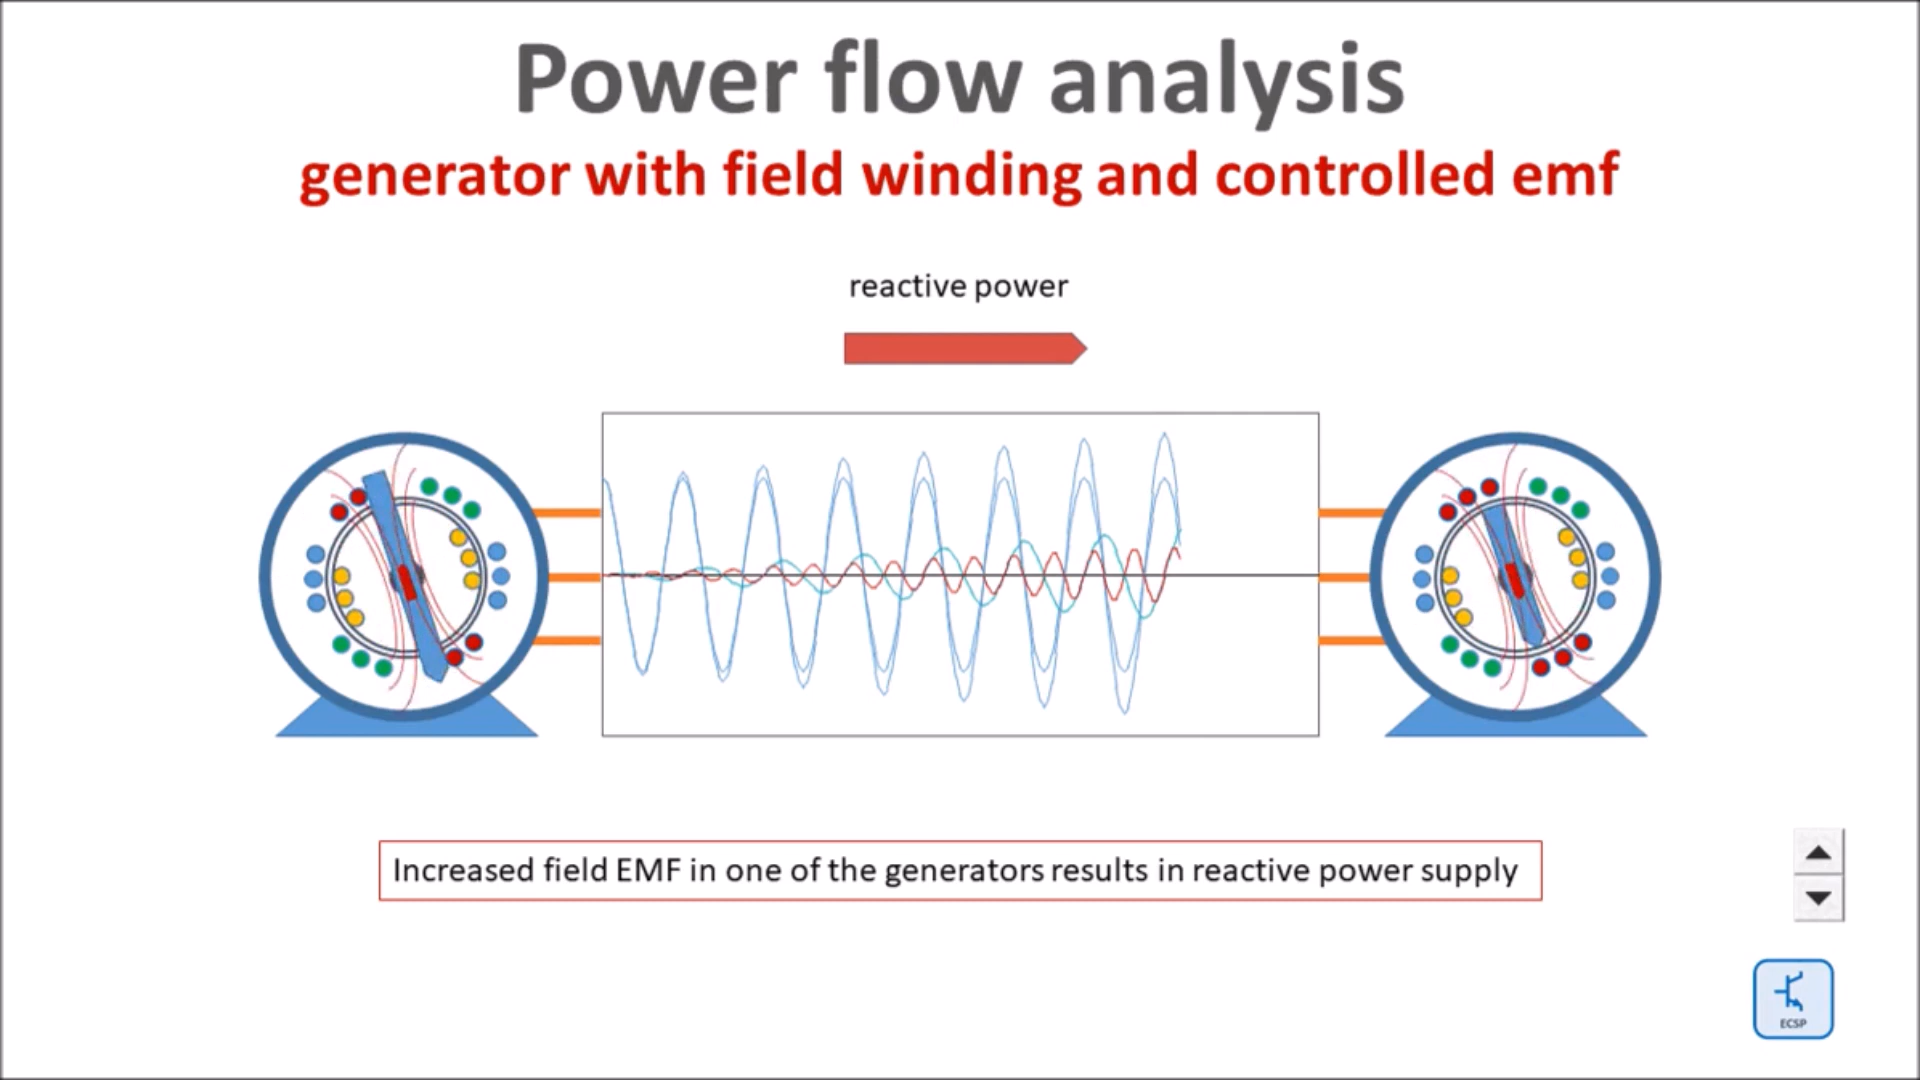 Power flow analysis
generator with field winding and controlled emf
reactive power
Increased field EMF in one of the generators results in reactive power supply
ECSP